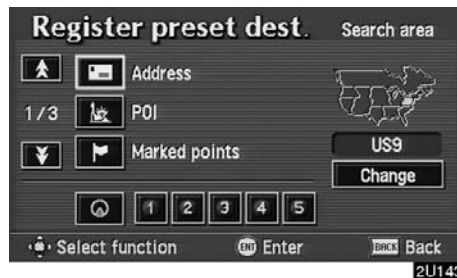 Register preset dest. Search area
Address
1/3 POI
Marked points US9
Change
1 2 3 4 5
Select function ENT Enter BACK Back
2U143